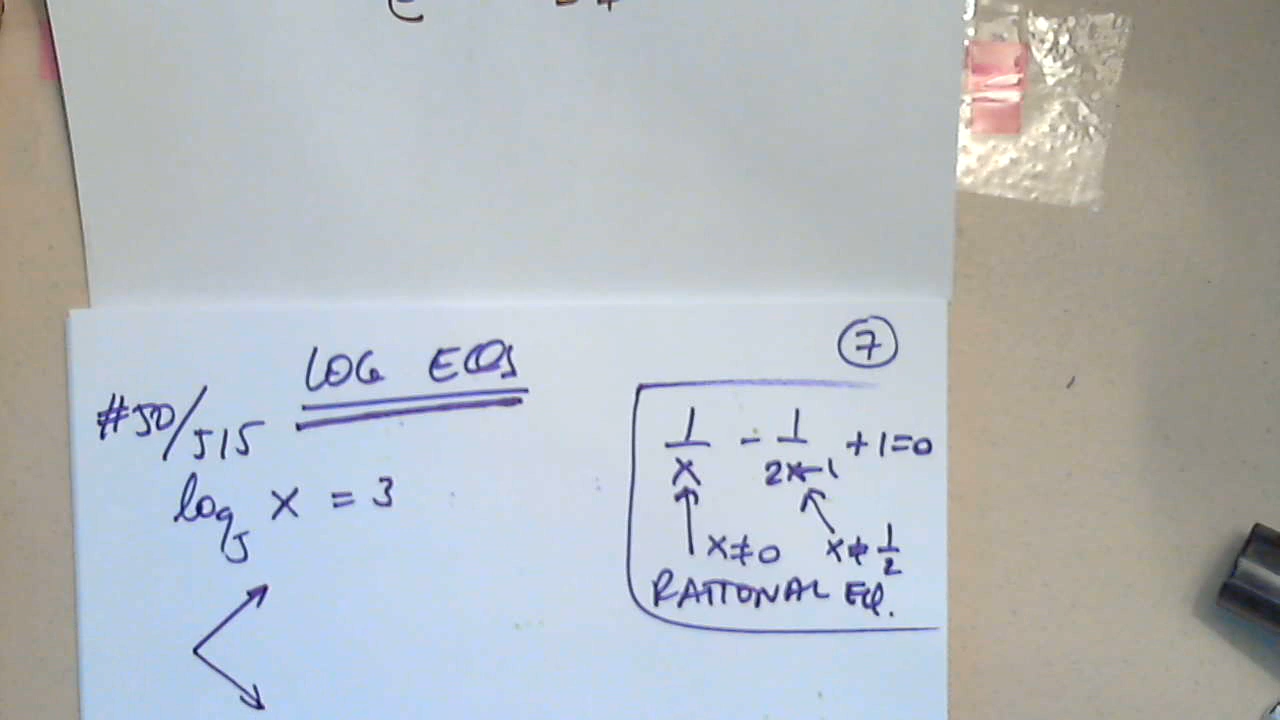 LOG EQS
7
#50/515
log₅ x = 3
1/x - 1/(2x-1) + 1 = 0
x ≠ 0 x ≠ 1/2
RATIONAL EQ.